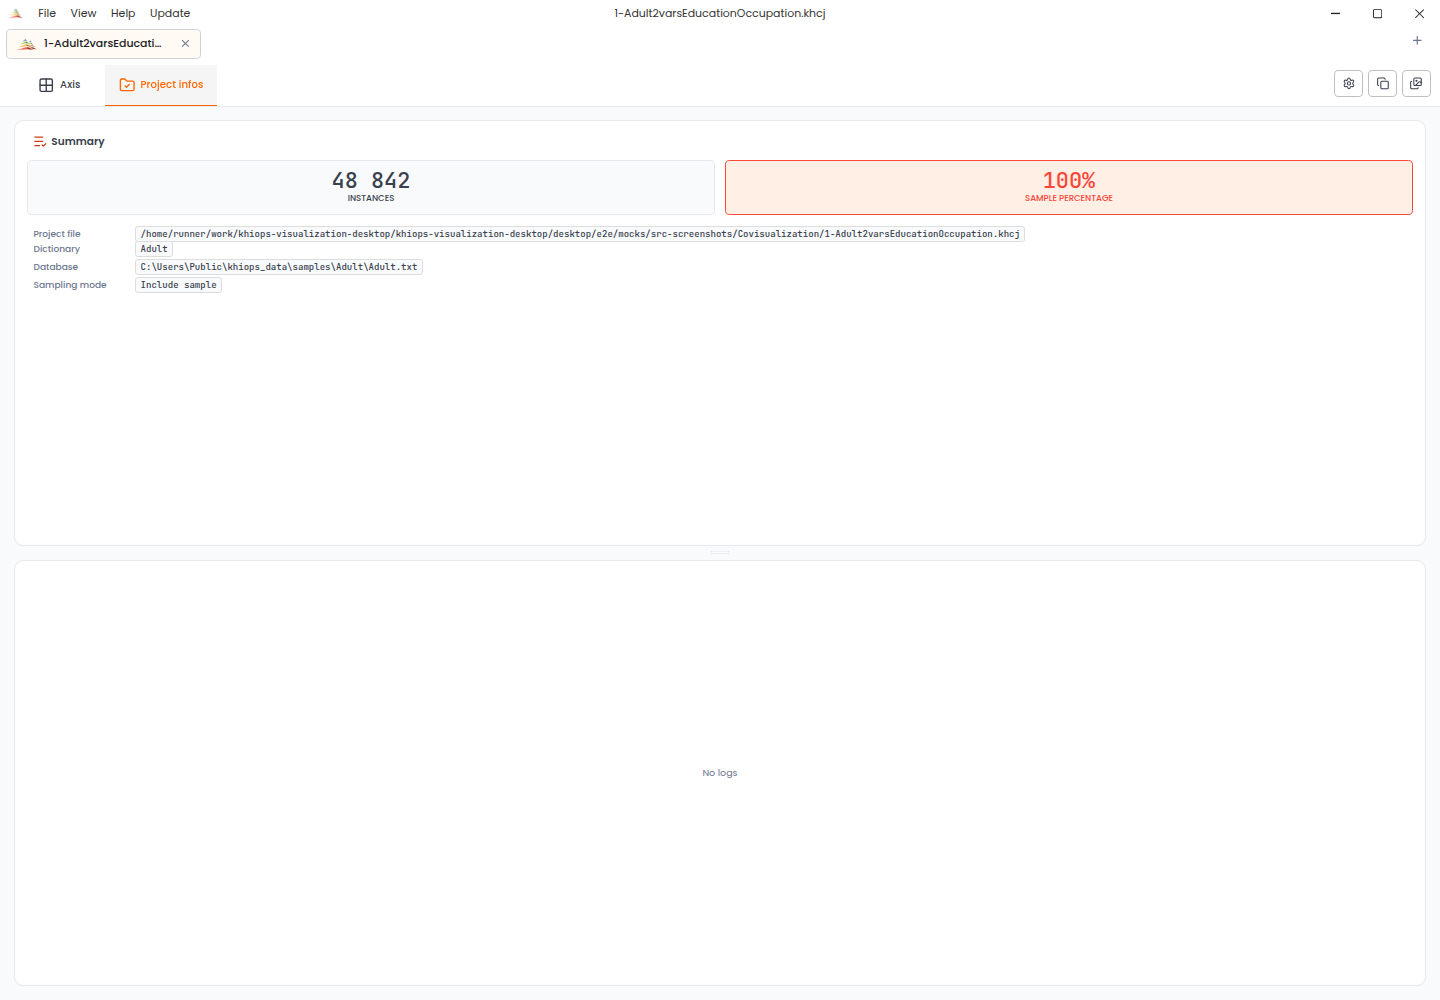 File View Help Update
1-Adult2varsEducationOccupation.khcj
1-Adult2varsEducati...
Axis
Project infos
Summary
48 842
INSTANCES
100%
SAMPLE PERCENTAGE
Project file /home/runner/work/khiops-visualization-desktop/khiops-visualization-desktop/desktop/e2e/mocks/src-screenshots/Covisualization/1-Adult2varsEducationOccupation.khcj
Dictionary Adult
Database C:\Users\Public\khiops_data\samples\Adult\Adult.txt
Sampling mode Include sample
No logs